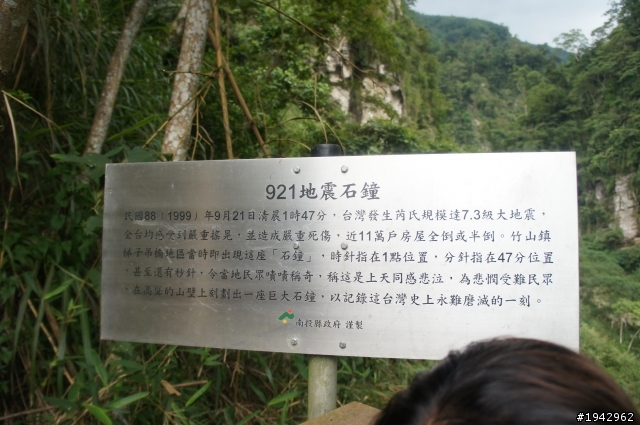 921地震石鐘
民國88（1999）年9月21日清晨1時47分，台灣發生芮氏規模達7.3級大地震，
全台均感受到嚴重搖晃，並造成嚴重死傷，近11萬戶房屋全倒或半倒。竹山鎮
梯子吊橋地區當時即出現這座「石鐘」，時針指在1點位置，分針指在47分位置
，甚至還有秒針，令當地民眾嘖嘖稱奇，稱這是上天同感悲泣，為悲憫受難民眾
，在高聳的山壁上刻劃出一座巨大石鐘，以記錄這台灣史上永難磨滅的一刻。
南投縣政府 謹製
#1942962